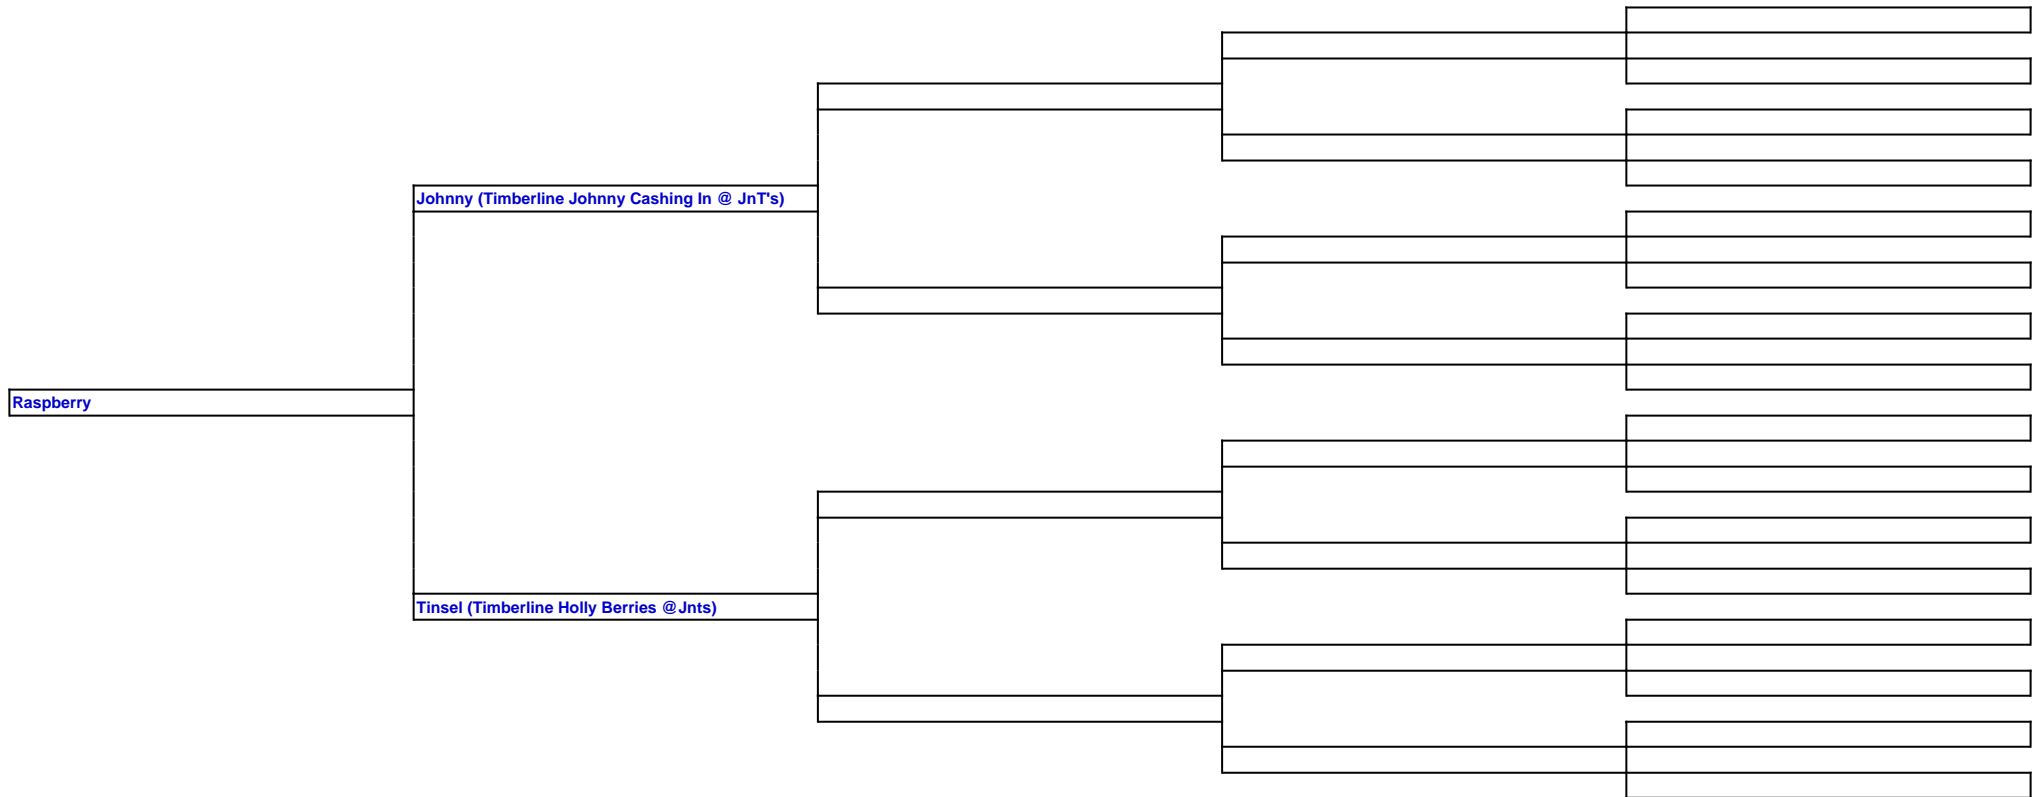 Johnny (Timberline Johnny Cashing In @ JnT's)
Raspberry
Tinsel (Timberline Holly Berries @Jnts)